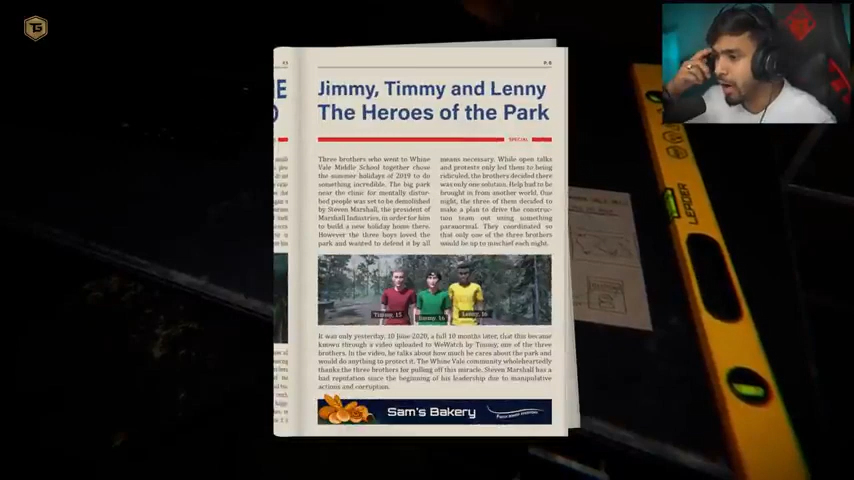 TG
P. 6
Jimmy, Timmy and Lenny
The Heroes of the Park
SPECIAL
Three brothers who went to Whine
Vale Middle School together chose
the summer holidays of 2019 to do
something incredible. The big park
near the clinic for mentally distur-
bed people was set to be demolished
by Steven Marshall, the president of
Marshall Industries, in order for him
to build a new holiday home there.
However the three boys loved the
park and wanted to defend it by all
means necessary. While open talks
and protests only led them to being
ridiculed, the brothers decided there
was only one solution. Help had to be
brought in from another world. One
night, the three of them decided to
make a plan to drive the construc-
tion team out using something
paranormal. They coordinated so
that only one of the three brothers
would be up to mischief each night.
Timmy, 15
Jimmy, 16
Lenny, 16
It was only yesterday, 10 June 2020, a full 10 months later, that this became
known through a video uploaded to WeWatch by Timmy, one of the three
brothers. In the video, he talks about how much he cares about the park and
would do anything to protect it. The Whine Vale community wholeheartedly
thanks the three brothers for pulling off this miracle. Steven Marshall has a
bad reputation since the beginning of his leadership due to manipulative
actions and corruption.
Sam's Bakery
LEADER